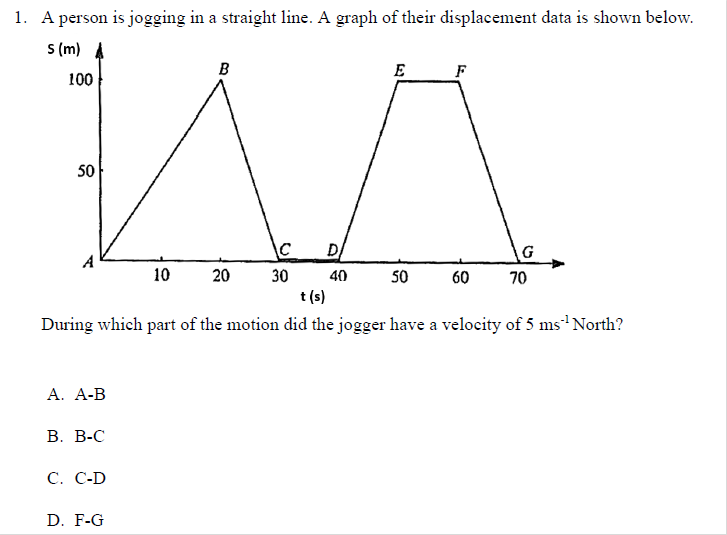 1. A person is jogging in a straight line. A graph of their displacement data is shown below.
S (m)
B
E
F
100
50
C
D
G
A
10 20 30 40 50 60 70
t (s)
During which part of the motion did the jogger have a velocity of 5 ms⁻¹ North?
A. A-B
B. B-C
C. C-D
D. F-G